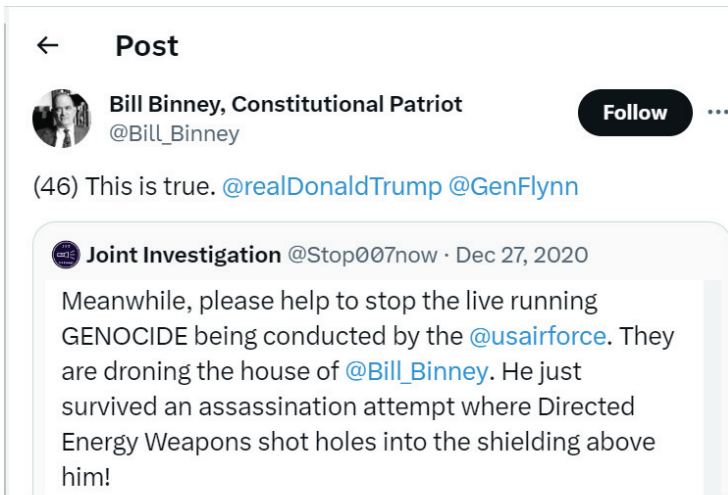 Post
Bill Binney, Constitutional Patriot
@Bill_Binney
Follow
(46) This is true. @realDonaldTrump @GenFlynn
Joint Investigation @Stop007now · Dec 27, 2020
Meanwhile, please help to stop the live running
GENOCIDE being conducted by the @usairforce. They
are droning the house of @Bill_Binney. He just
survived an assassination attempt where Directed
Energy Weapons shot holes into the shielding above
him!